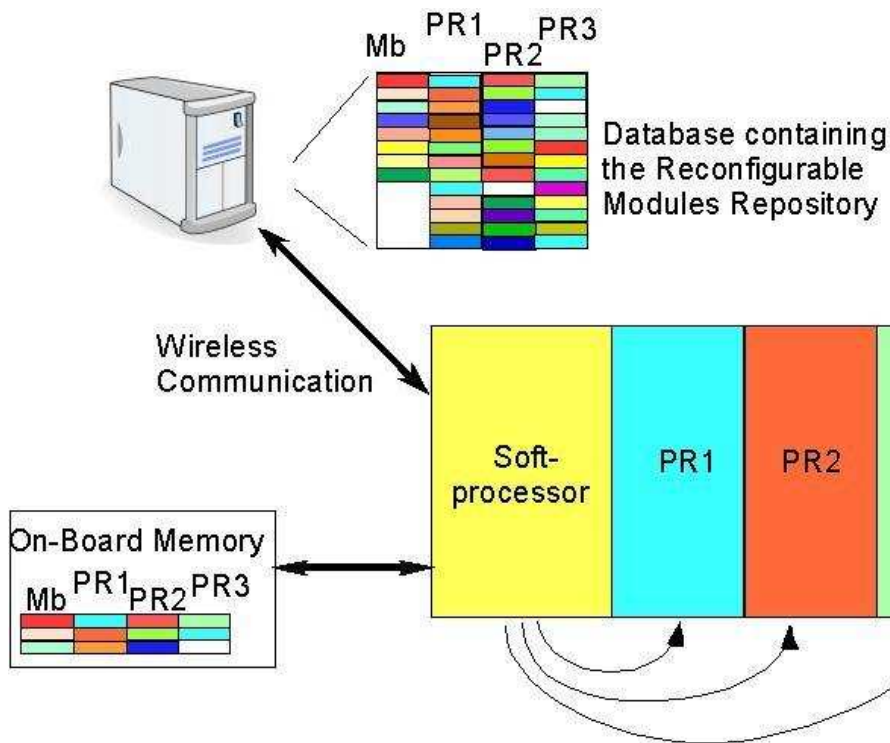 Mb PR1 PR2 PR3
Database containing
the Reconfigurable
Modules Repository
Wireless
Communication
Soft-
processor
PR1
PR2
On-Board Memory
Mb PR1 PR2 PR3